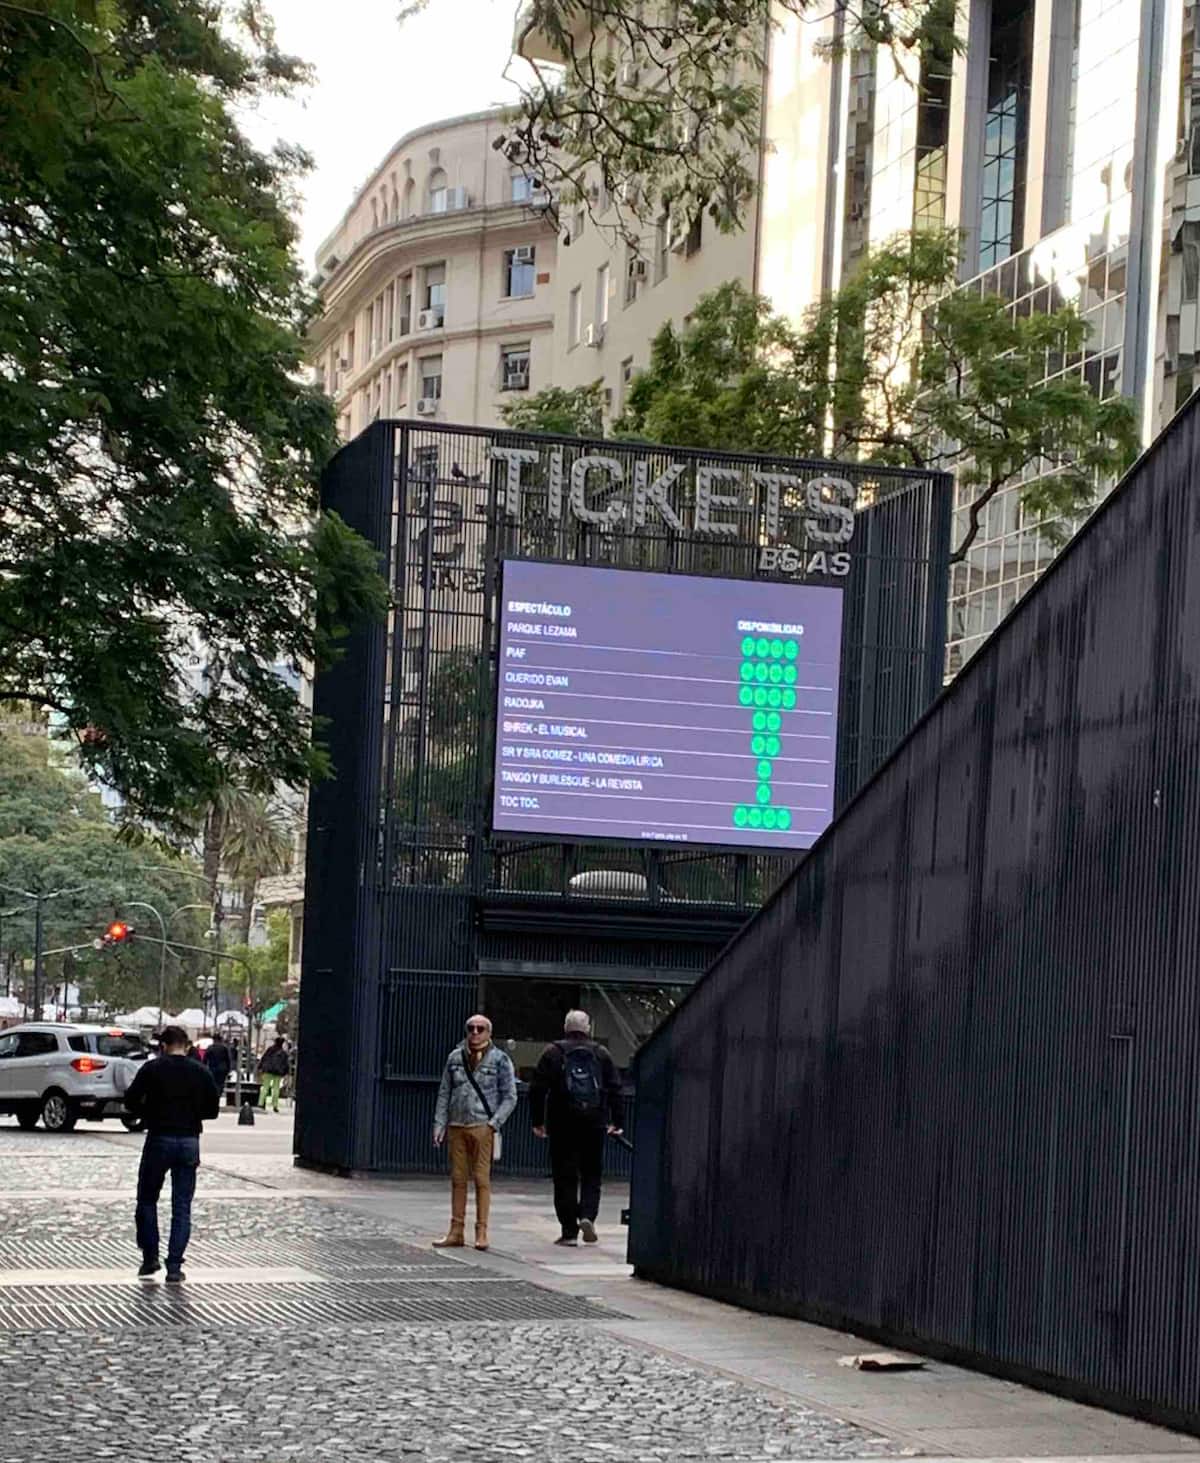 TICKETS
BS AS
ESPECTÁCULO
DISPONIBILIDAD
PARQUE LEZAMA
PIAF
QUERIDO EVAN
RADOJKA
SHREK - EL MUSICAL
SR Y SRA GOMEZ - UNA COMEDIA LIRICA
TANGO Y BURLESQUE - LA REVISTA
TOC TOC.